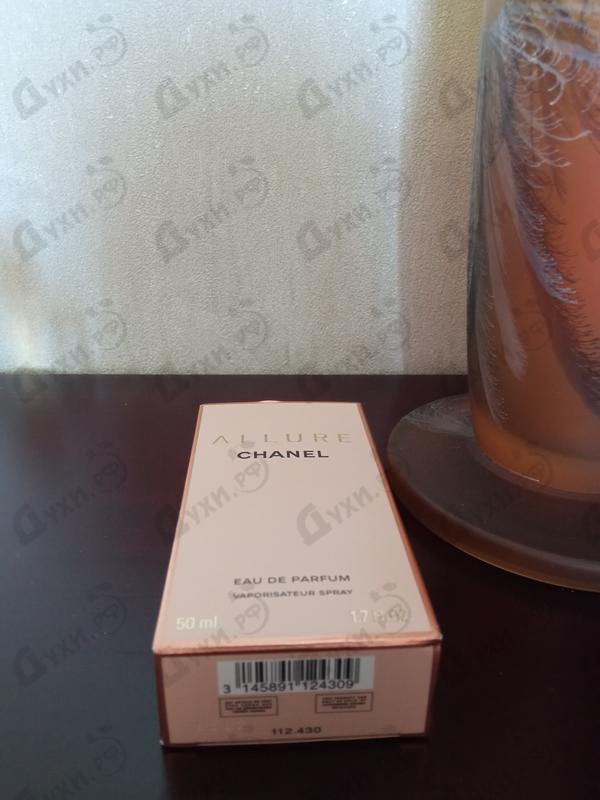 ALLURE
CHANEL
EAU DE PARFUM
VAPORISATEUR SPRAY
50 ml
3 145891 124309
112.430
Духи.рф